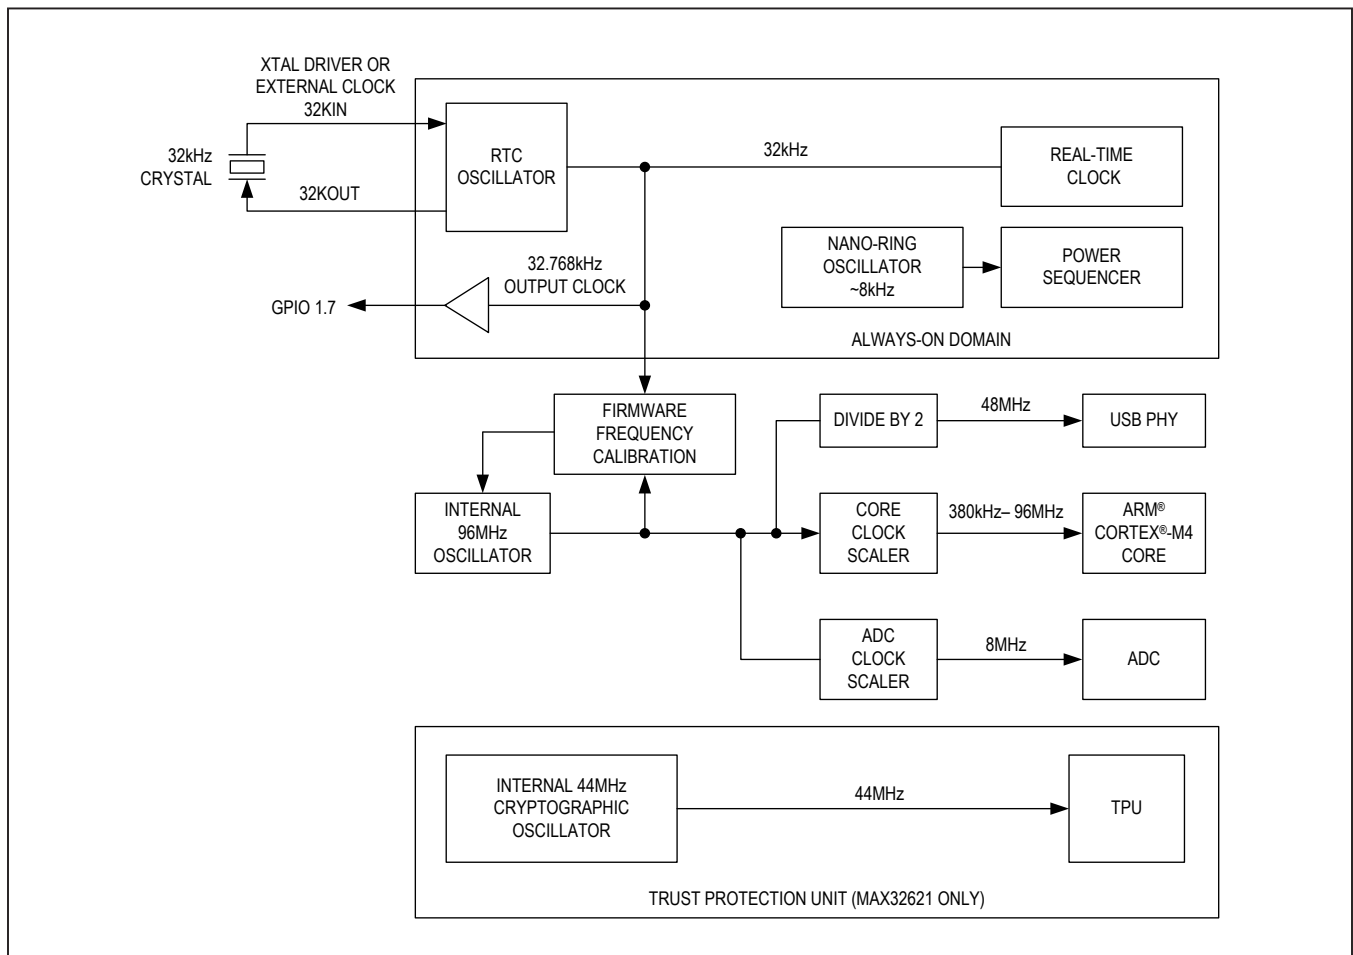 XTAL DRIVER OR
EXTERNAL CLOCK
32KIN
32kHz
CRYSTAL
32KOUT
RTC
OSCILLATOR
32kHz
REAL-TIME
CLOCK
NANO-RING
OSCILLATOR
~8kHz
POWER
SEQUENCER
32.768kHz
OUTPUT CLOCK
GPIO 1.7
ALWAYS-ON DOMAIN
FIRMWARE
FREQUENCY
CALIBRATION
DIVIDE BY 2
48MHz
USB PHY
INTERNAL
96MHz
OSCILLATOR
CORE
CLOCK
SCALER
380kHz– 96MHz
ARM®
CORTEX®-M4
CORE
ADC
CLOCK
SCALER
8MHz
ADC
INTERNAL 44MHz
CRYPTOGRAPHIC
OSCILLATOR
44MHz
TPU
TRUST PROTECTION UNIT (MAX32621 ONLY)